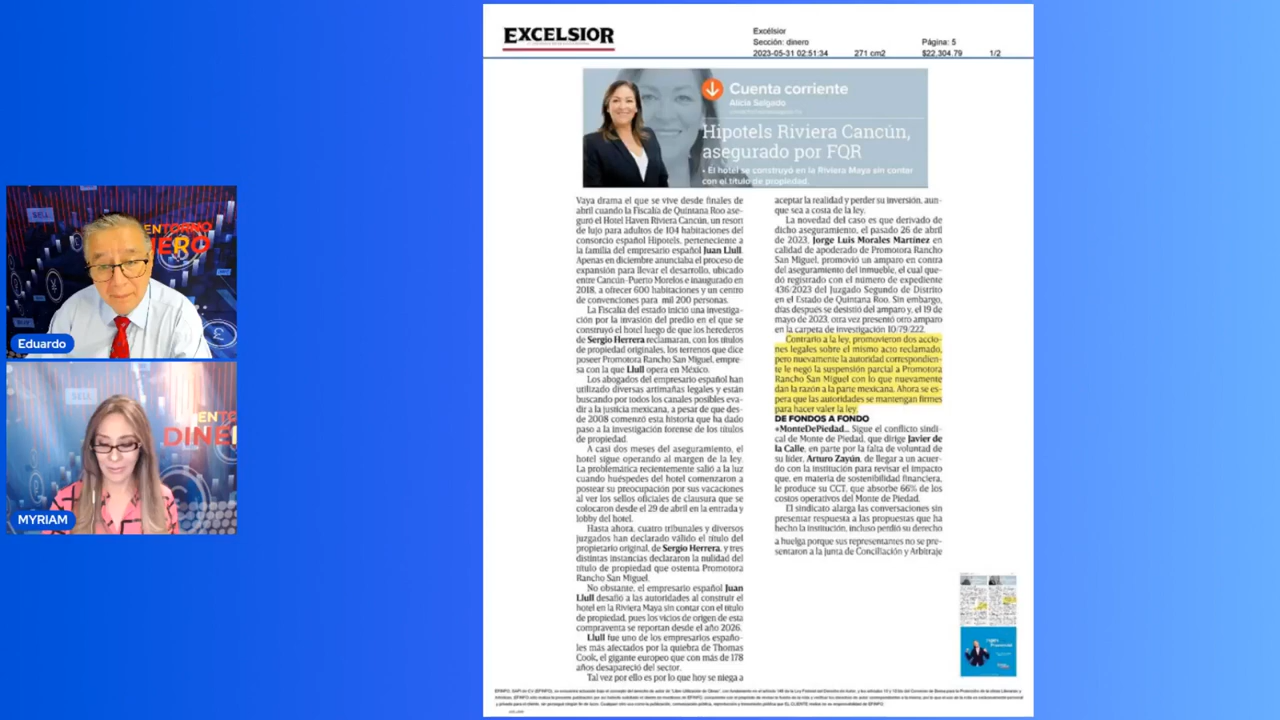 EXCELSIOR
Excélsior
Sección: dinero
2023-05-31 02:51:34
271 cm2
Página: 5
$22,304.79
1/2
Cuenta corriente
Alicia Salgado
Hipotels Riviera Cancún,
asegurado por FQR
• El hotel se construyó en la Riviera Maya sin contar
con el título de propiedad.
Vaya drama el que se vive desde finales de
abril cuando la Fiscalía de Quintana Roo ase-
guró el Hotel Haven Riviera Cancún, un resort
de lujo para adultos de 104 habitaciones del
consorcio español Hipotels, perteneciente a
la familia del empresario español Juan Llull.
Apenas en diciembre anunciaba el proceso de
expansión para llevar el desarrollo, ubicado
entre Cancún-Puerto Morelos e inaugurado en
2018, a ofrecer 600 habitaciones y un centro
de convenciones para mil 200 personas.
La Fiscalía del estado inició una investiga-
ción por la invasión del predio en el que se
construyó el hotel luego de que los herederos
de Sergio Herrera reclamaran, con los títulos
de propiedad originales, los terrenos que dice
poseer Promotora Rancho San Miguel, empre-
sa con la que Llull opera en México.
Los abogados del empresario español han
utilizado diversas artimañas legales y están
buscando por todos los canales posibles eva-
dir a la justicia mexicana, a pesar de que des-
de 2008 comenzó esta historia que ha dado
paso a la investigación forense de los títulos
de propiedad.
A casi dos meses del aseguramiento, el
hotel sigue operando al margen de la ley.
La problemática recientemente salió a la luz
cuando huéspedes del hotel comenzaron a
postear su preocupación por sus vacaciones
al ver los sellos oficiales de clausura que se
colocaron desde el 29 de abril en la entrada y
lobby del hotel.
Hasta ahora, cuatro tribunales y diversos
juzgados han declarado válido el título del
propietario original, de Sergio Herrera, y tres
distintas instancias declararon la nulidad del
título de propiedad que ostenta Promotora
Rancho San Miguel.
No obstante, el empresario español Juan
Llull desafió a las autoridades al construir el
hotel en la Riviera Maya sin contar con el título
de propiedad, pues los vicios de origen de esta
compraventa se reportan desde el año 2026.
Llull fue uno de los empresarios españo-
les más afectados por la quiebra de Thomas
Cook, el gigante europeo que con más de 178
años desapareció del sector.
Tal vez por ello es por lo que hoy se niega a
aceptar la realidad y perder su inversión, aun-
que sea a costa de la ley.
La novedad del caso es que derivado de
dicho aseguramiento, el pasado 26 de abril
de 2023, Jorge Luis Morales Martínez en
calidad de apoderado de Promotora Rancho
San Miguel, promovió un amparo en contra
del aseguramiento del inmueble, el cual que-
dó registrado con el número de expediente
436/2023 del Juzgado Segundo de Distrito
en el Estado de Quintana Roo. Sin embargo,
días después se desistió del amparo y, el 19 de
mayo de 2023, otra vez presentó otro amparo
en la carpeta de investigación 10/79/222.
Contrario a la ley, promovieron dos accio-
nes legales sobre el mismo acto reclamado,
pero nuevamente la autoridad correspondien-
te le negó la suspensión parcial a Promotora
Rancho San Miguel con lo que nuevamente
dan la razón a la parte mexicana. Ahora se es-
pera que las autoridades se mantengan firmes
para hacer valer la ley.
DE FONDOS A FONDO
#MonteDePiedad... Sigue el conflicto sindi-
cal de Monte de Piedad, que dirige Javier de
la Calle, en parte por la falta de voluntad de
su líder, Arturo Zayún, de llegar a un acuer-
do con la institución para revisar el impacto
que, en materia de sostenibilidad financiera,
le produce su CCT, que absorbe 66% de los
costos operativos del Monte de Piedad.
El sindicato alarga las conversaciones sin
presentar respuesta a las propuestas que ha
hecho la institución, incluso perdió su derecho
a huelga porque sus representantes no se pre-
sentaron a la junta de Conciliación y Arbitraje
SELL
ENTORNO
DINERO
Eduardo
SELL
ENTO
DINE
MYRIAM